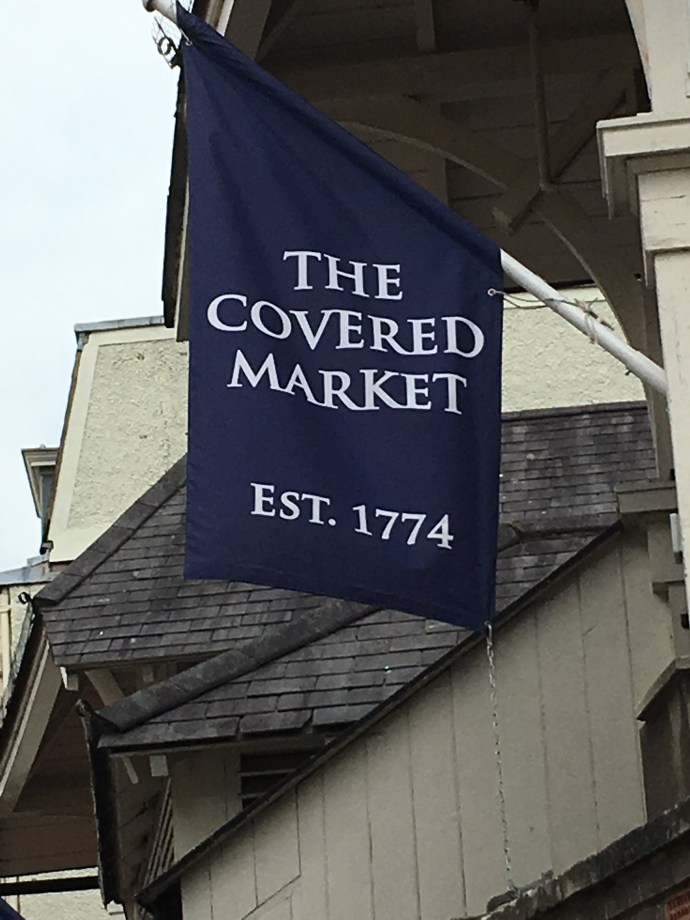 THE
COVERED
MARKET
EST. 1774